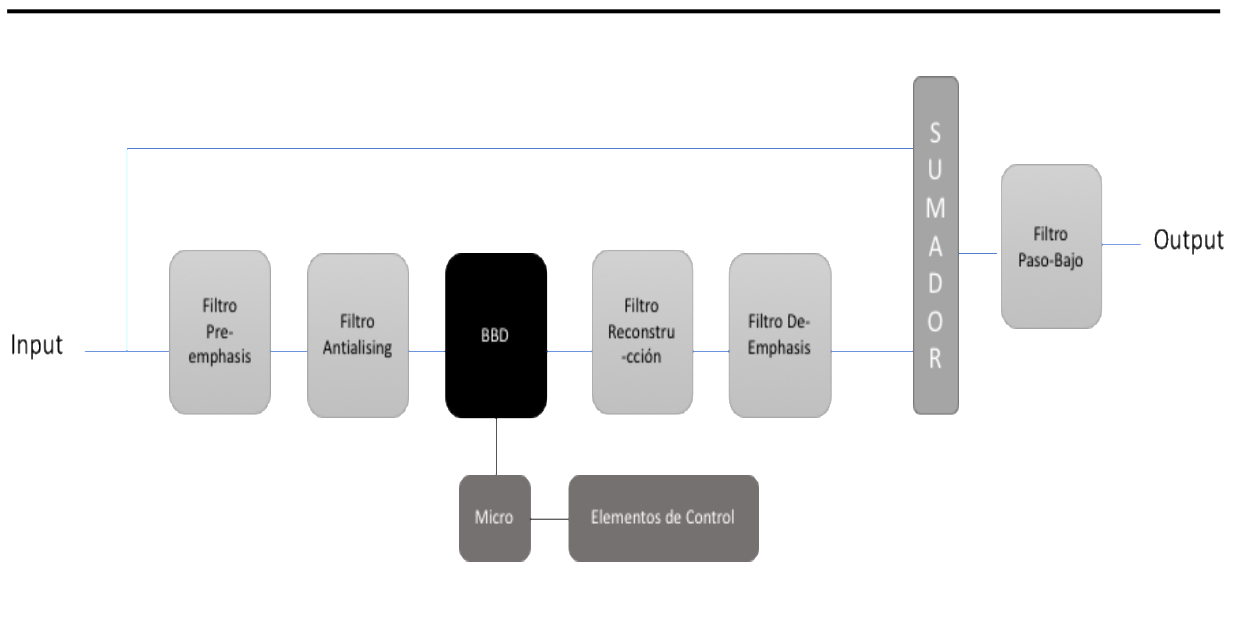 S
U
M
A
D
O
R
Filtro
Paso-Bajo
Output
Input
Filtro
Pre-
emphasis
Filtro
Antialising
BBD
Filtro
Reconstru
-cción
Filtro De-
Emphasis
Micro
Elementos de Control